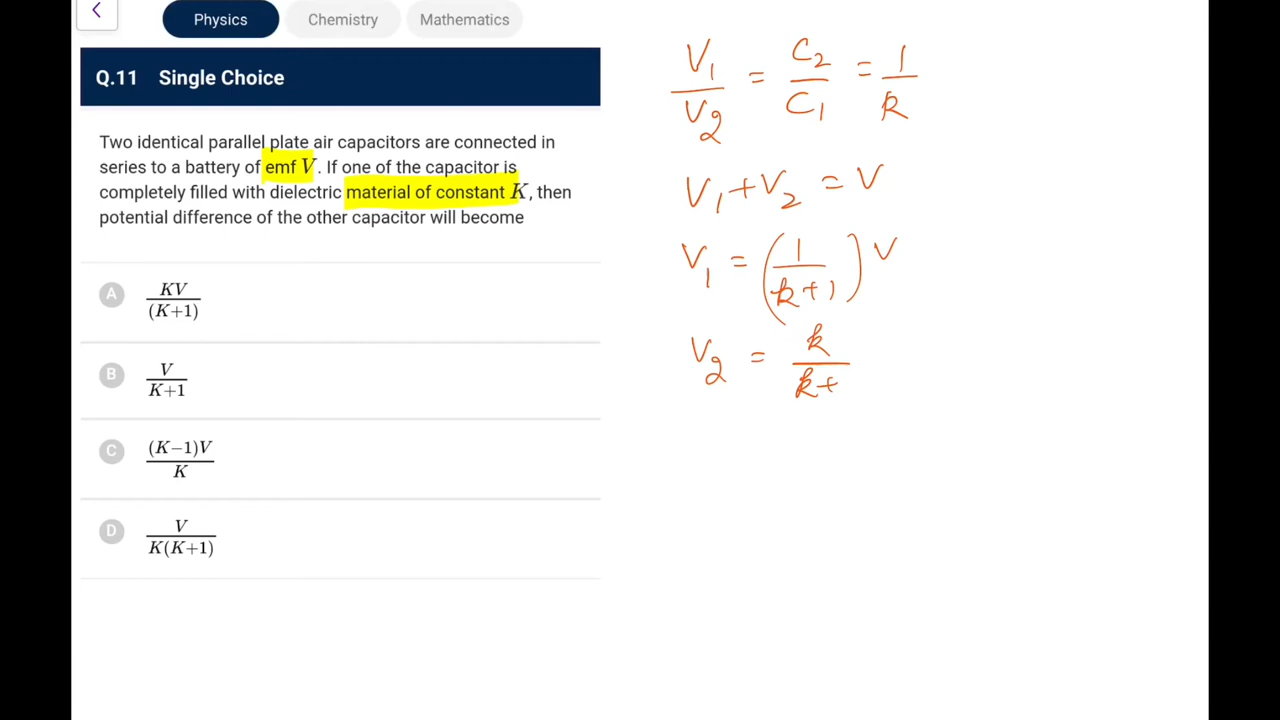 Physics Chemistry Mathematics
Q.11 Single Choice
Two identical parallel plate air capacitors are connected in
series to a battery of emf V. If one of the capacitor is
completely filled with dielectric material of constant K, then
potential difference of the other capacitor will become
A KV/(K+1)
B V/K+1
C (K−1)V/K
D V/K(K+1)
V₁/V₂ = C₂/C₁ = 1/k
V₁+V₂ = V
V₁ = (1/k+1) V
V₂ = k/k+